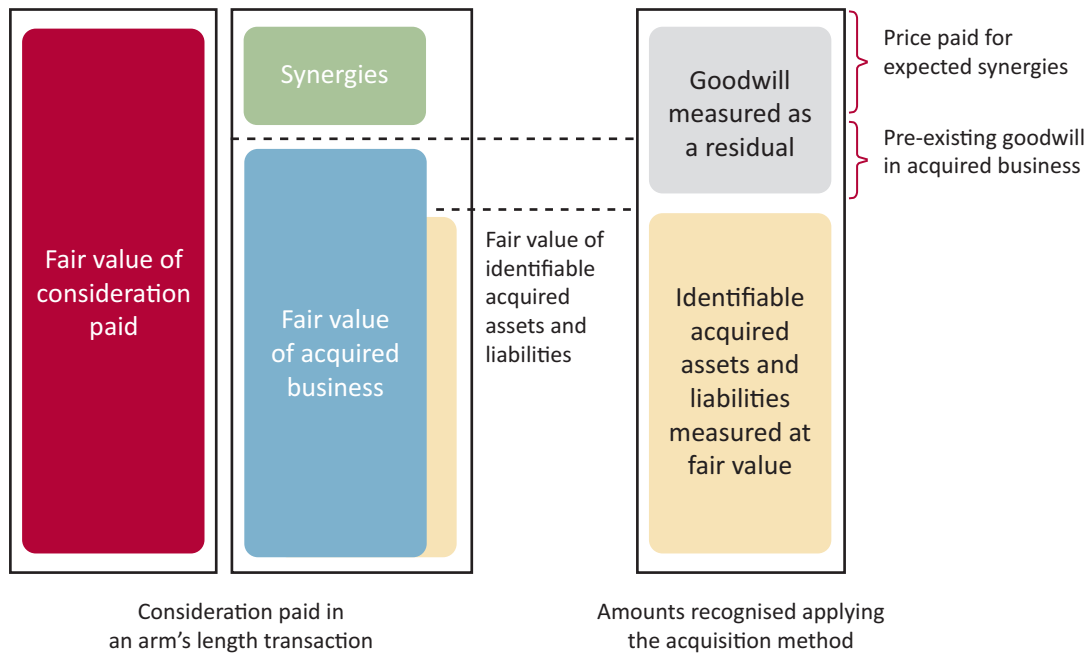 Fair value of
consideration
paid
Synergies
Fair value
of acquired
business
Fair value of
identifiable
acquired
assets and
liabilities
Goodwill
measured as
a residual
Identifiable
acquired
assets and
liabilities
measured at
fair value
Price paid for
expected synergies
Pre-existing goodwill
in acquired business
Consideration paid in
an arm’s length transaction
Amounts recognised applying
the acquisition method